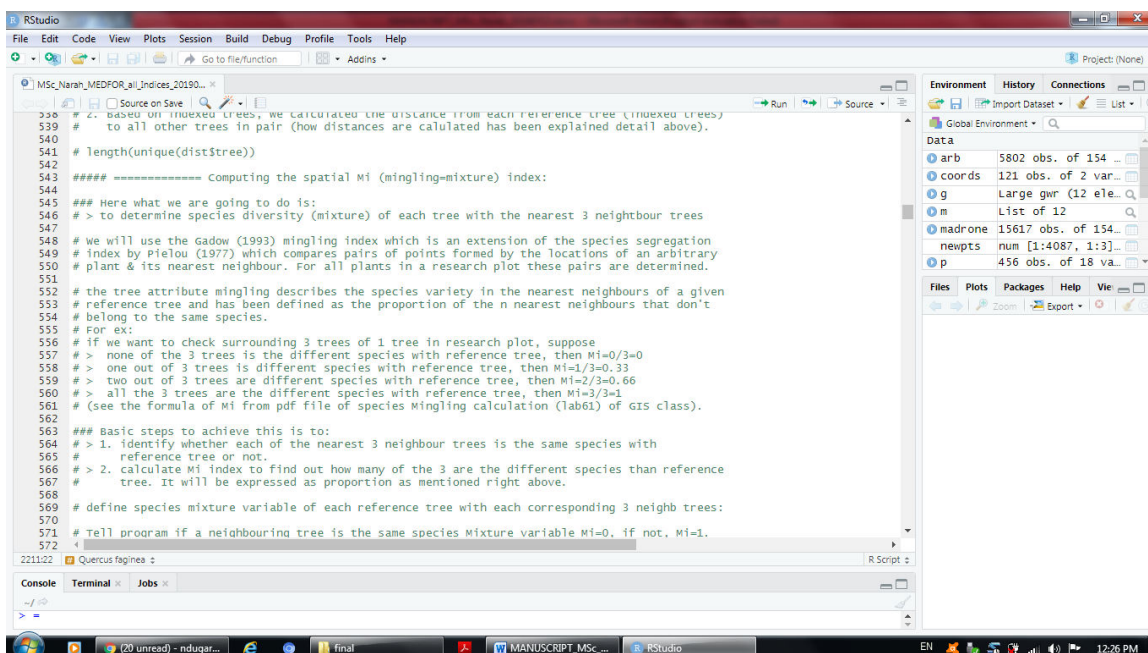 RStudio
File Edit Code View Plots Session Build Debug Profile Tools Help
Go to file/function Addins Project: (None)
MSc_Narah_MEDFOR_all_Indices_20190...
Source on Save Run Source
538 # 2. Based on indexed trees, we calculated the distance from each reference tree (indexed trees)
539 # to all other trees in pair (how distances are calulated has been explained detail above).
540
541 # length(unique(dist$tree))
542
543 ##### ============= Computing the spatial Mi (mingling=mixture) index:
544
545 ### Here what we are going to do is:
546 # > to determine species diversity (mixture) of each tree with the nearest 3 neightbour trees
547
548 # We will use the Gadow (1993) mingling index which is an extension of the species segregation
549 # index by Pielou (1977) which compares pairs of points formed by the locations of an arbitrary
550 # plant & its nearest neighbour. For all plants in a research plot these pairs are determined.
551
552 # the tree attribute mingling describes the species variety in the nearest neighbours of a given
553 # reference tree and has been defined as the proportion of the n nearest neighbours that don't
554 # belong to the same species.
555 # For ex:
556 # if we want to check surrounding 3 trees of 1 tree in research plot, suppose
557 # > none of the 3 trees is the different species with reference tree, then Mi=0/3=0
558 # > one out of 3 trees is different species with reference tree, then Mi=1/3=0.33
559 # > two out of 3 trees are different species with reference tree, then Mi=2/3=0.66
560 # > all the 3 trees are the different species with reference tree, then Mi=3/3=1
561 # (see the formula of Mi from pdf file of species Mingling calculation (lab61) of GIS class).
562
563 ### Basic steps to achieve this is to:
564 # > 1. identify whether each of the nearest 3 neighbour trees is the same species with
565 # reference tree or not.
566 # > 2. calculate Mi index to find out how many of the 3 are the different species than reference
567 # tree. It will be expressed as proportion as mentioned right above.
568
569 # define species mixture variable of each reference tree with each corresponding 3 neighb trees:
570
571 # Tell program if a neighbouring tree is the same species Mixture variable Mi=0, if not, Mi=1.
572
2211:22 Quercus faginea R Script
Console Terminal Jobs
~/
> =
Environment History Connections
Import Dataset List
Global Environment
Data
arb 5802 obs. of 154 ...
coords 121 obs. of 2 var...
g Large gwr (12 ele...
m List of 12
madrone 15617 obs. of 154...
newpts num [1:4087, 1:3]...
p 456 obs. of 18 va...
Files Plots Packages Help
Zoom Export
(20 unread) - ndugar... final MANUSCRIPT_MSc_... RStudio EN 12:26 PM